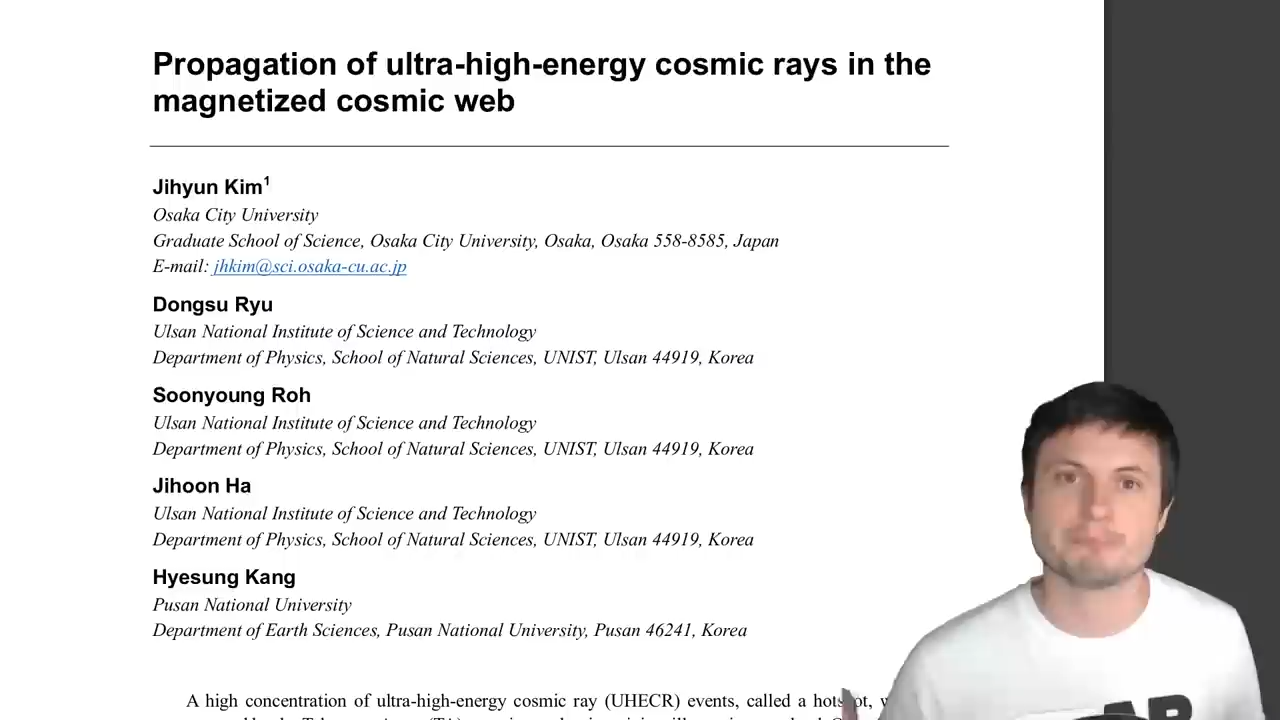 Propagation of ultra-high-energy cosmic rays in the
magnetized cosmic web
Jihyun Kim1
Osaka City University
Graduate School of Science, Osaka City University, Osaka, Osaka 558-8585, Japan
E-mail: jhkim@sci.osaka-cu.ac.jp
Dongsu Ryu
Ulsan National Institute of Science and Technology
Department of Physics, School of Natural Sciences, UNIST, Ulsan 44919, Korea
Soonyoung Roh
Ulsan National Institute of Science and Technology
Department of Physics, School of Natural Sciences, UNIST, Ulsan 44919, Korea
Jihoon Ha
Ulsan National Institute of Science and Technology
Department of Physics, School of Natural Sciences, UNIST, Ulsan 44919, Korea
Hyesung Kang
Pusan National University
Department of Earth Sciences, Pusan National University, Pusan 46241, Korea
A high concentration of ultra-high-energy cosmic ray (UHECR) events, called a hotspot,